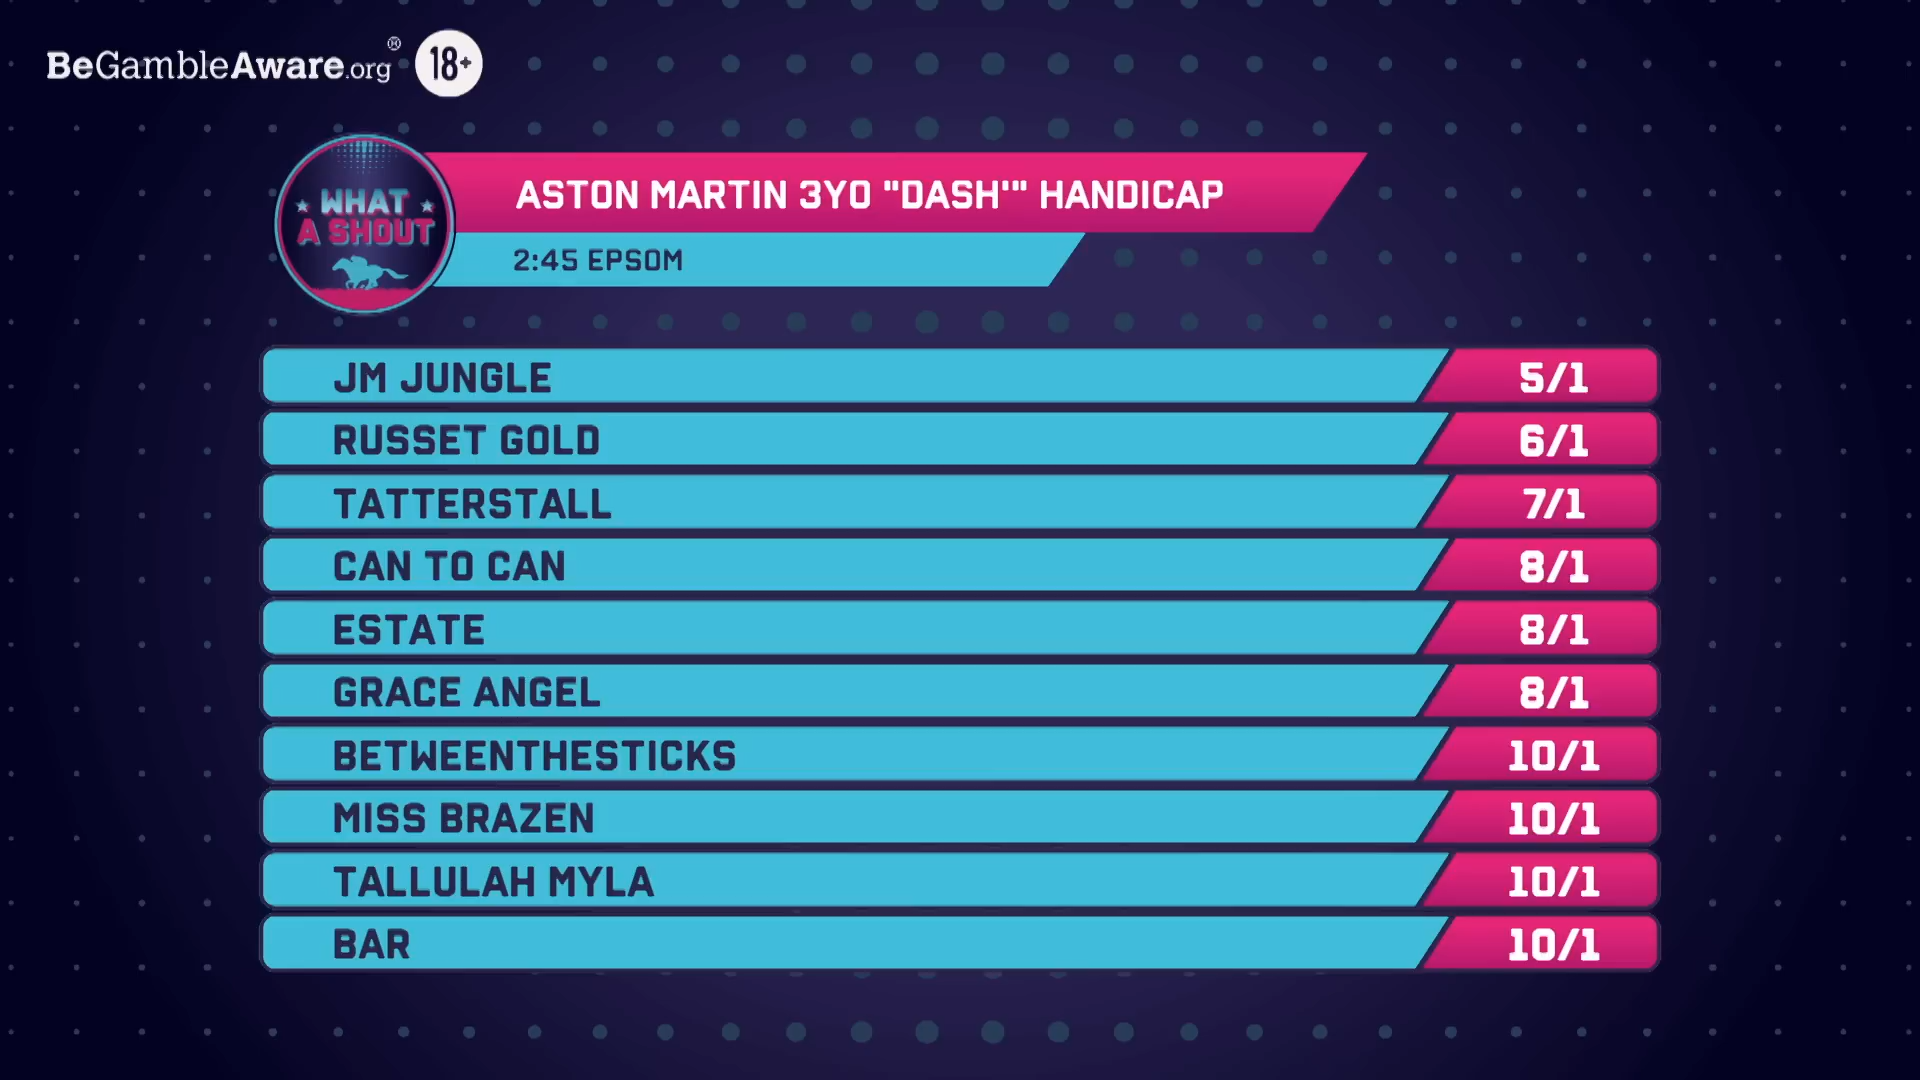 BeGambleAware.org®
18+
WHAT
A SHOUT
ASTON MARTIN 3YO "DASH'" HANDICAP
2:45 EPSOM
JM JUNGLE 5/1
RUSSET GOLD 6/1
TATTERSTALL 7/1
CAN TO CAN 8/1
ESTATE 8/1
GRACE ANGEL 8/1
BETWEENTHESTICKS 10/1
MISS BRAZEN 10/1
TALLULAH MYLA 10/1
BAR 10/1